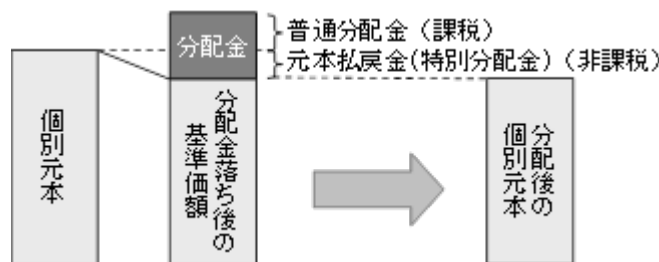 分配金
普通分配金（課税）
元本払戻金(特別分配金)（非課税）
個別元本
分配金落ち後の
基準価額
分配後の
個別元本